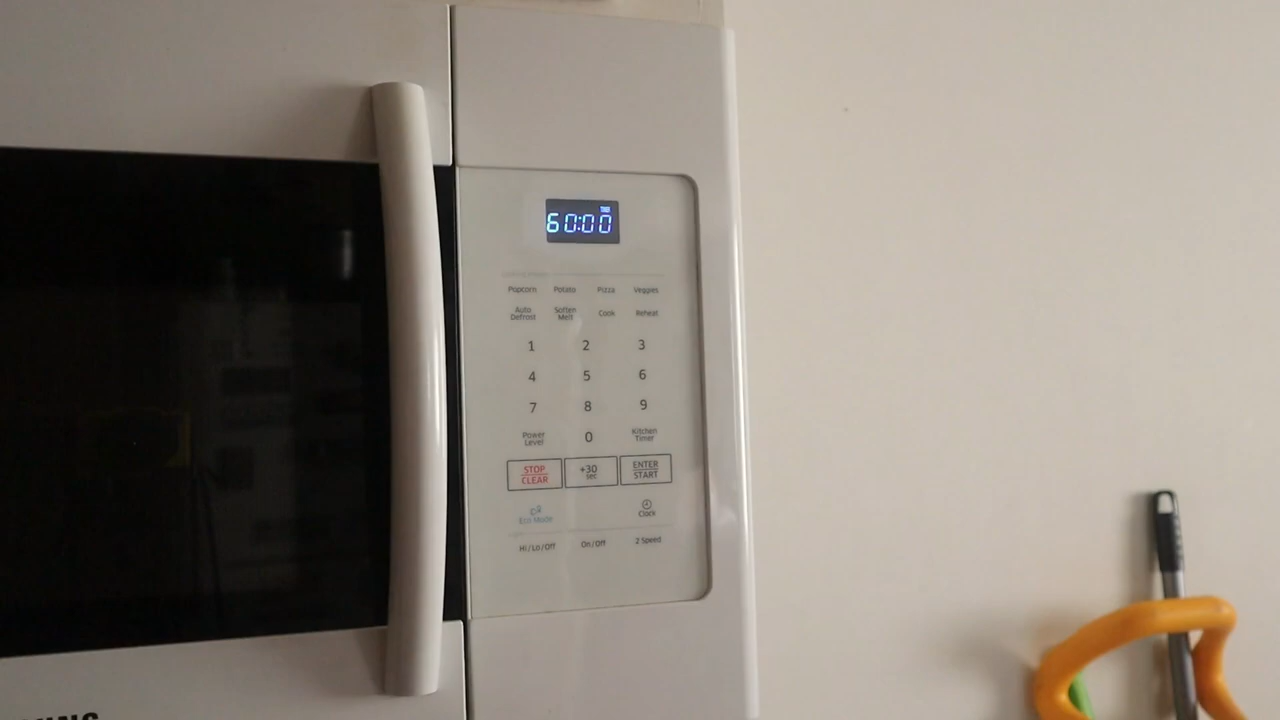 60:00
Popcorn Potato Pizza Veggies
Auto Defrost Soften Melt Cook Reheat
1 2 3
4 5 6
7 8 9
Power Level 0 Kitchen Timer
STOP CLEAR +30 sec ENTER START
Eco Mode Clock
Hi/Lo/Off On/Off 2 Speed